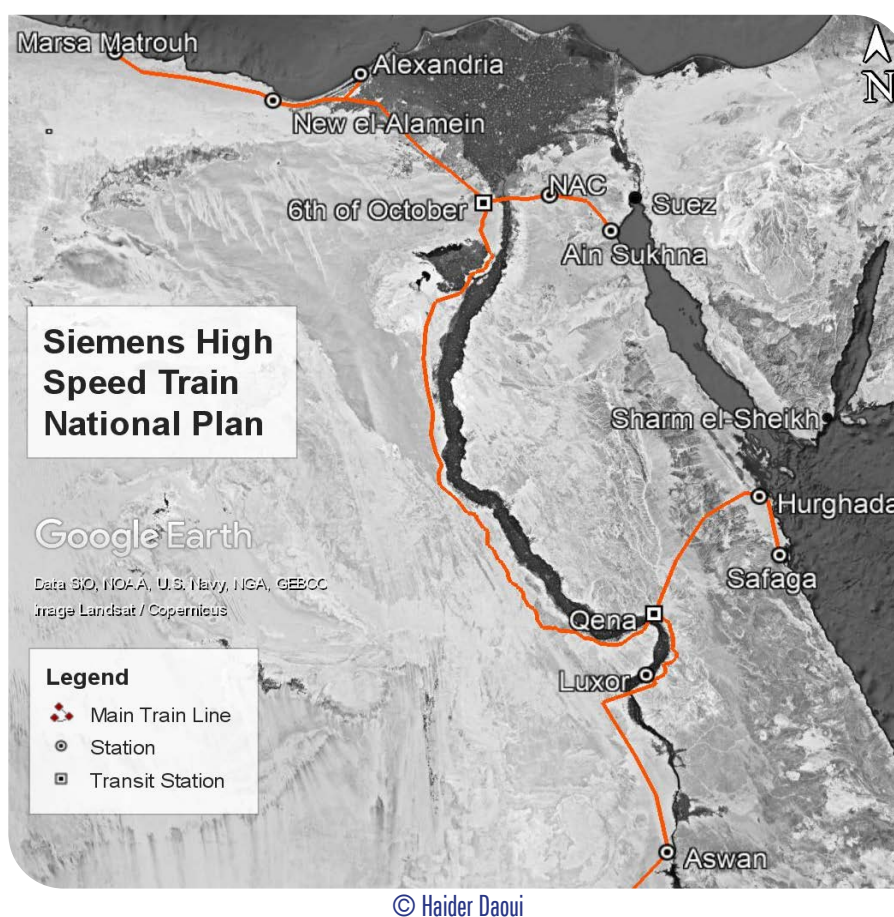 Marsa Matrouh
Alexandria
N
New el-Alamein
NAC
6th of October
Suez
Ain Sukhna
Siemens High
Speed Train
National Plan
Sharm el-Sheikh
Hurghada
Google Earth
Data SIO, NOAA, U.S. Navy, NGA, GEBCO
Image Landsat / Copernicus
Safaga
Qena
Legend
Luxor
Main Train Line
Station
Transit Station
Aswan
© Haider Daoui